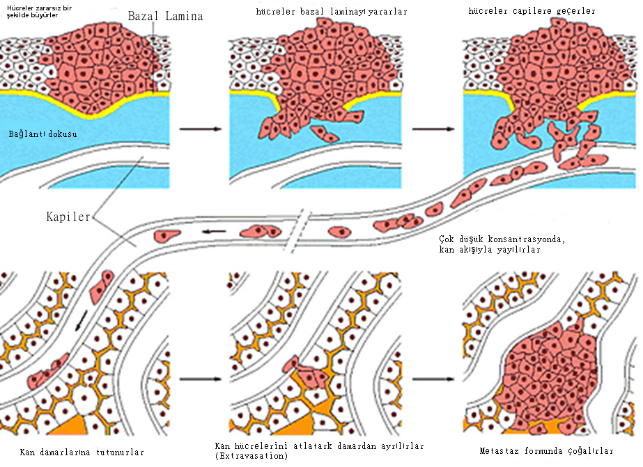 Hücreler zararsız bir
şekilde büyürler
Bazal Lamina
hücreler bazal laminayı yararlar
hücreler capilere geçerler
Bağlantı dokusu
Kapiler
Çok düşük konsantrasyonda,
kan akışıyla yayılırlar
Kan damarlarına tutunurlar
Kan hücrelerini atlatark damardan ayrılırlar
(Extravasation)
Metastaz formunda çoğalırlar